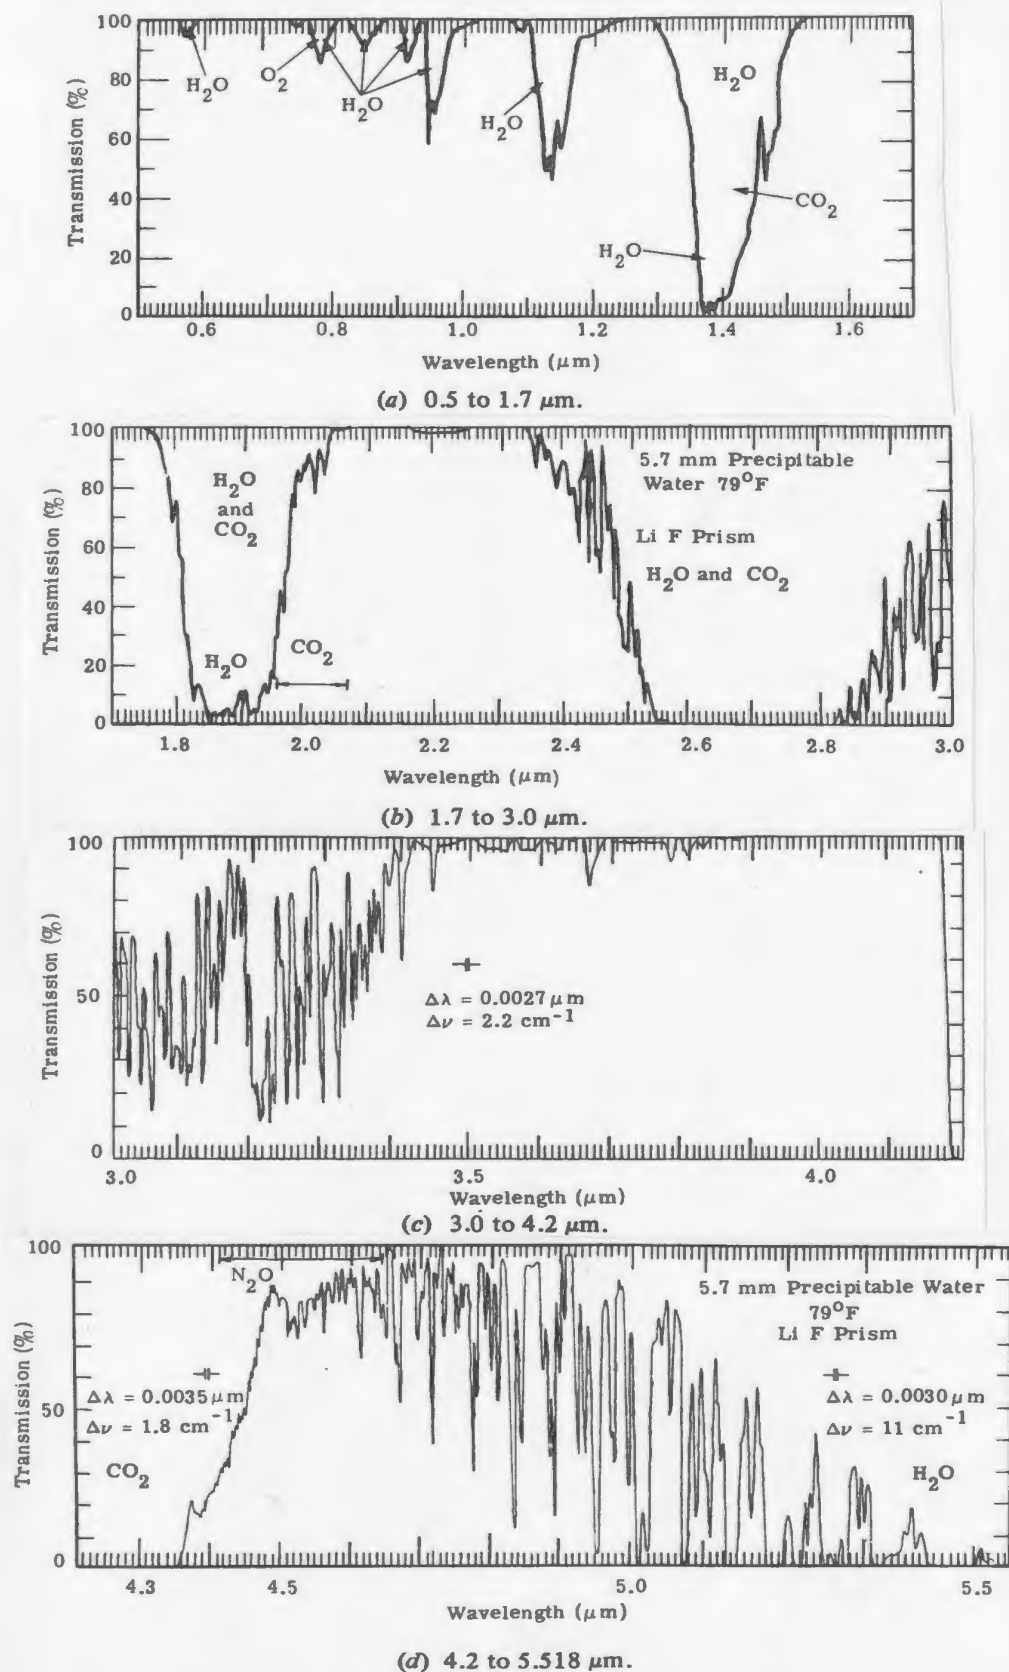 100
80
60
40
20
0
Transmission (%)
H₂O
O₂
H₂O
H₂O
H₂O
CO₂
H₂O
0.6 0.8 1.0 1.2 1.4 1.6
Wavelength (μm)
(a) 0.5 to 1.7 μm.
100
80
60
40
20
0
Transmission (%)
H₂O
and
CO₂
H₂O
CO₂
5.7 mm Precipitable
Water 79°F
Li F Prism
H₂O and CO₂
1.8 2.0 2.2 2.4 2.6 2.8 3.0
Wavelength (μm)
(b) 1.7 to 3.0 μm.
100
50
0
Transmission (%)
Δλ = 0.0027 μm
Δν = 2.2 cm⁻¹
3.0 3.5 4.0
Wavelength (μm)
(c) 3.0 to 4.2 μm.
100
50
0
Transmission (%)
N₂O
Δλ = 0.0035 μm
Δν = 1.8 cm⁻¹
CO₂
5.7 mm Precipitable Water
79°F
Li F Prism
Δλ = 0.0030 μm
Δν = 11 cm⁻¹
H₂O
4.3 4.5 5.0 5.5
Wavelength (μm)
(d) 4.2 to 5.518 μm.